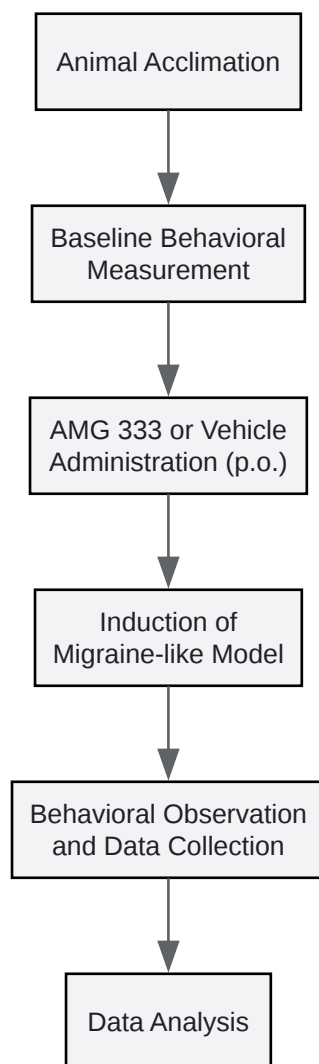 Animal Acclimation
Baseline Behavioral
Measurement
AMG 333 or Vehicle
Administration (p.o.)
Induction of
Migraine-like Model
Behavioral Observation
and Data Collection
Data Analysis